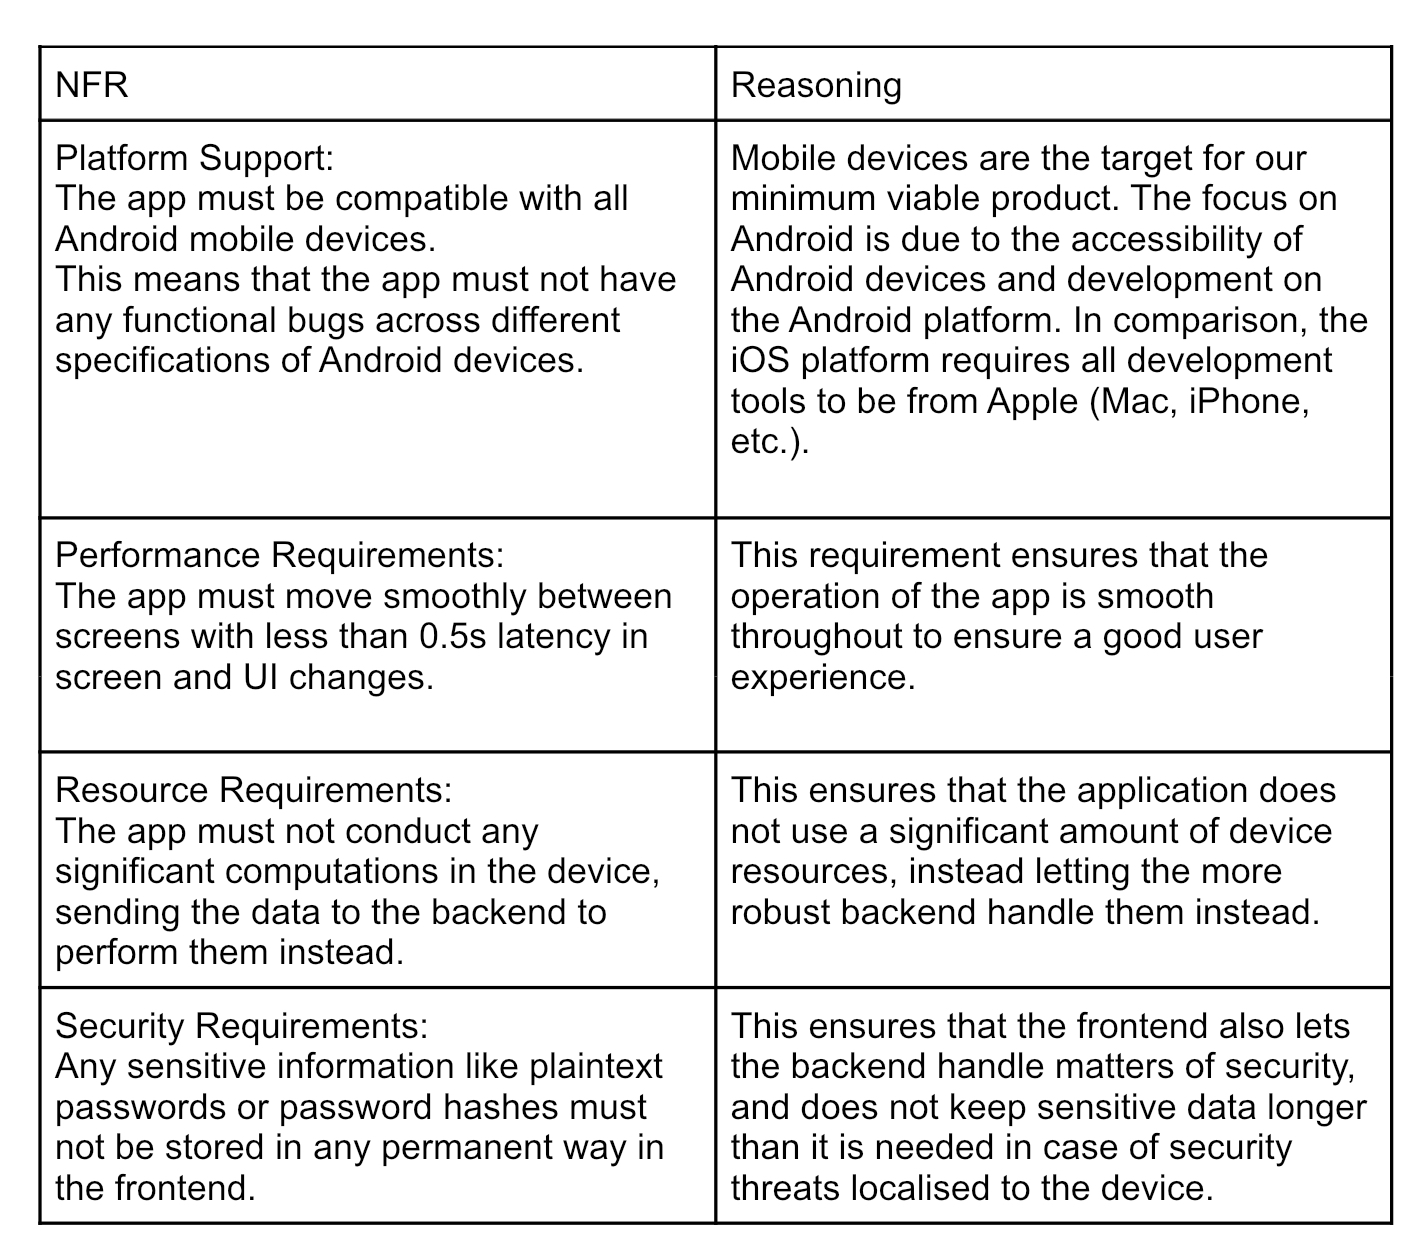 NFR
Reasoning
Platform Support:
The app must be compatible with all
Android mobile devices.
This means that the app must not have
any functional bugs across different
specifications of Android devices.
Mobile devices are the target for our
minimum viable product. The focus on
Android is due to the accessibility of
Android devices and development on
the Android platform. In comparison, the
iOS platform requires all development
tools to be from Apple (Mac, iPhone,
etc.).
Performance Requirements:
The app must move smoothly between
screens with less than 0.5s latency in
screen and UI changes.
This requirement ensures that the
operation of the app is smooth
throughout to ensure a good user
experience.
Resource Requirements:
The app must not conduct any
significant computations in the device,
sending the data to the backend to
perform them instead.
This ensures that the application does
not use a significant amount of device
resources, instead letting the more
robust backend handle them instead.
Security Requirements:
Any sensitive information like plaintext
passwords or password hashes must
not be stored in any permanent way in
the frontend.
This ensures that the frontend also lets
the backend handle matters of security,
and does not keep sensitive data longer
than it is needed in case of security
threats localised to the device.